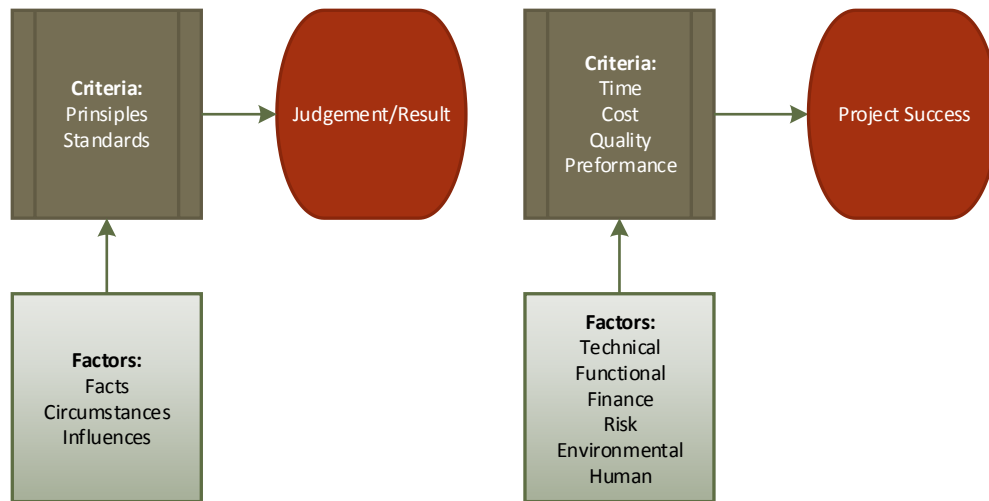 Criteria:
Prinsiples
Standards
Judgement/Result
Factors:
Facts
Circumstances
Influences
Criteria:
Time
Cost
Quality
Preformance
Project Success
Factors:
Technical
Functional
Finance
Risk
Environmental
Human